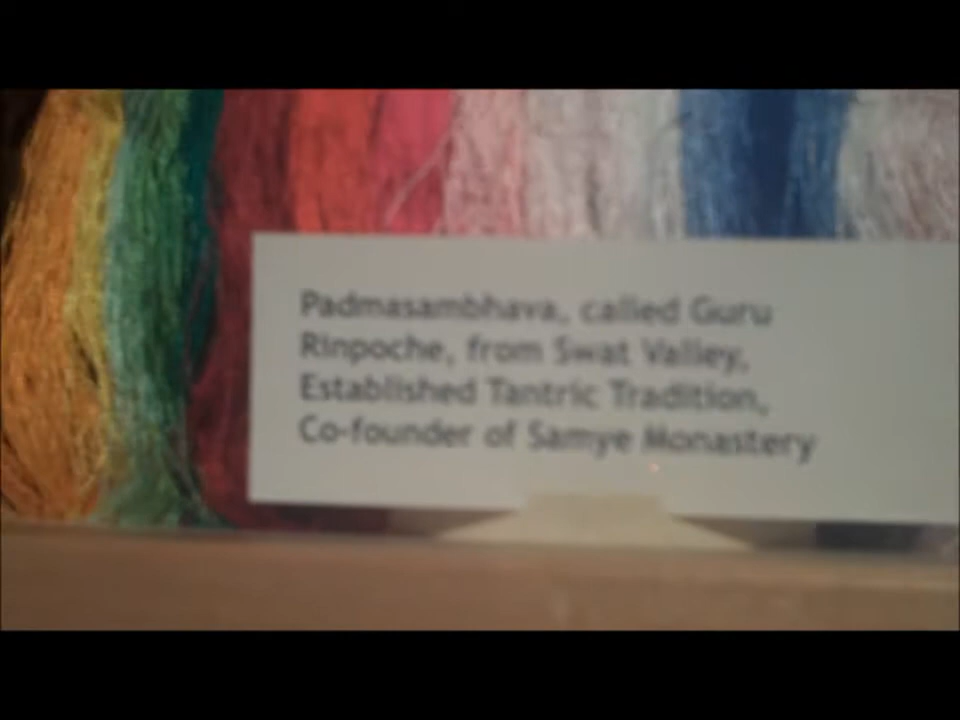 Padmasambhava, called Guru
Rinpoche, from Swat Valley,
Established Tantric Tradition,
Co-founder of Samye Monastery